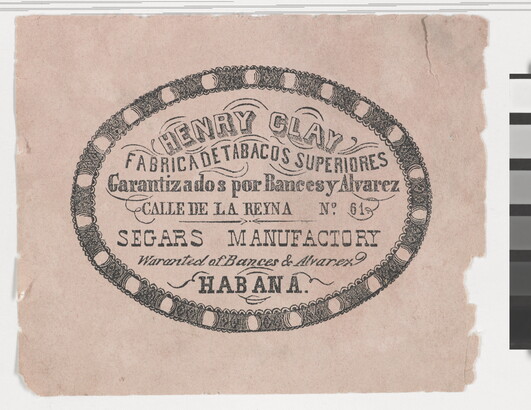 HENRY CLAY
FABRICA DE TABACOS SUPERIORES
Garantizados por Bances y Alvarez
CALLE DE LA REYNA Nº 61
SEGARS MANUFACTORY
Waranted of Bances & Alvarez
HABANA.